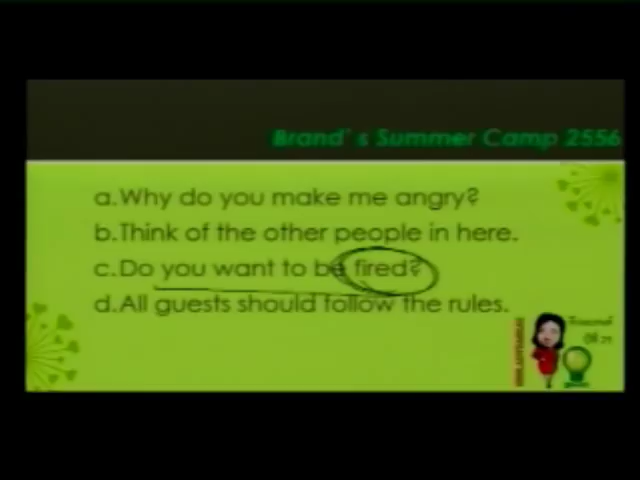 Brand's Summer Camp 2556
a.Why do you make me angry?
b.Think of the other people in here.
c.Do you want to be fired?
d.All guests should follow the rules.